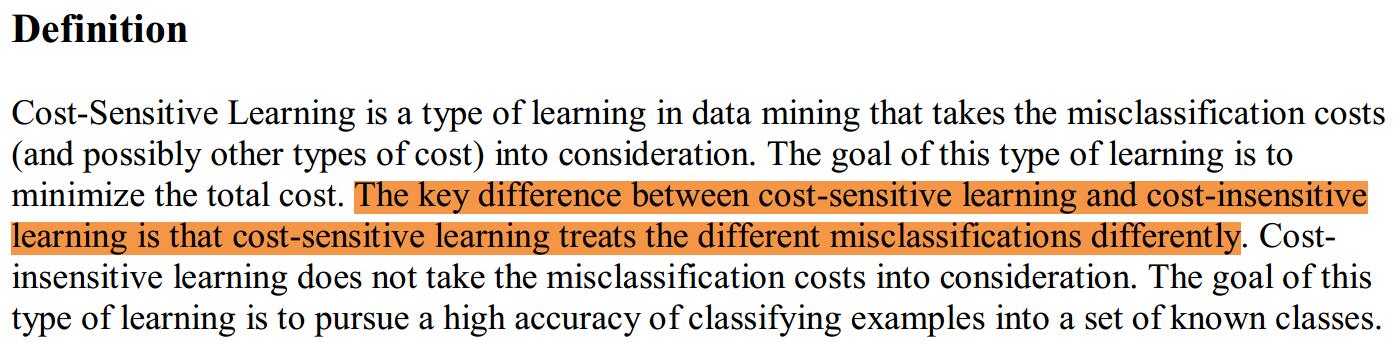 Definition
Cost-Sensitive Learning is a type of learning in data mining that takes the misclassification costs
(and possibly other types of cost) into consideration. The goal of this type of learning is to
minimize the total cost. The key difference between cost-sensitive learning and cost-insensitive
learning is that cost-sensitive learning treats the different misclassifications differently. Cost-
insensitive learning does not take the misclassification costs into consideration. The goal of this
type of learning is to pursue a high accuracy of classifying examples into a set of known classes.